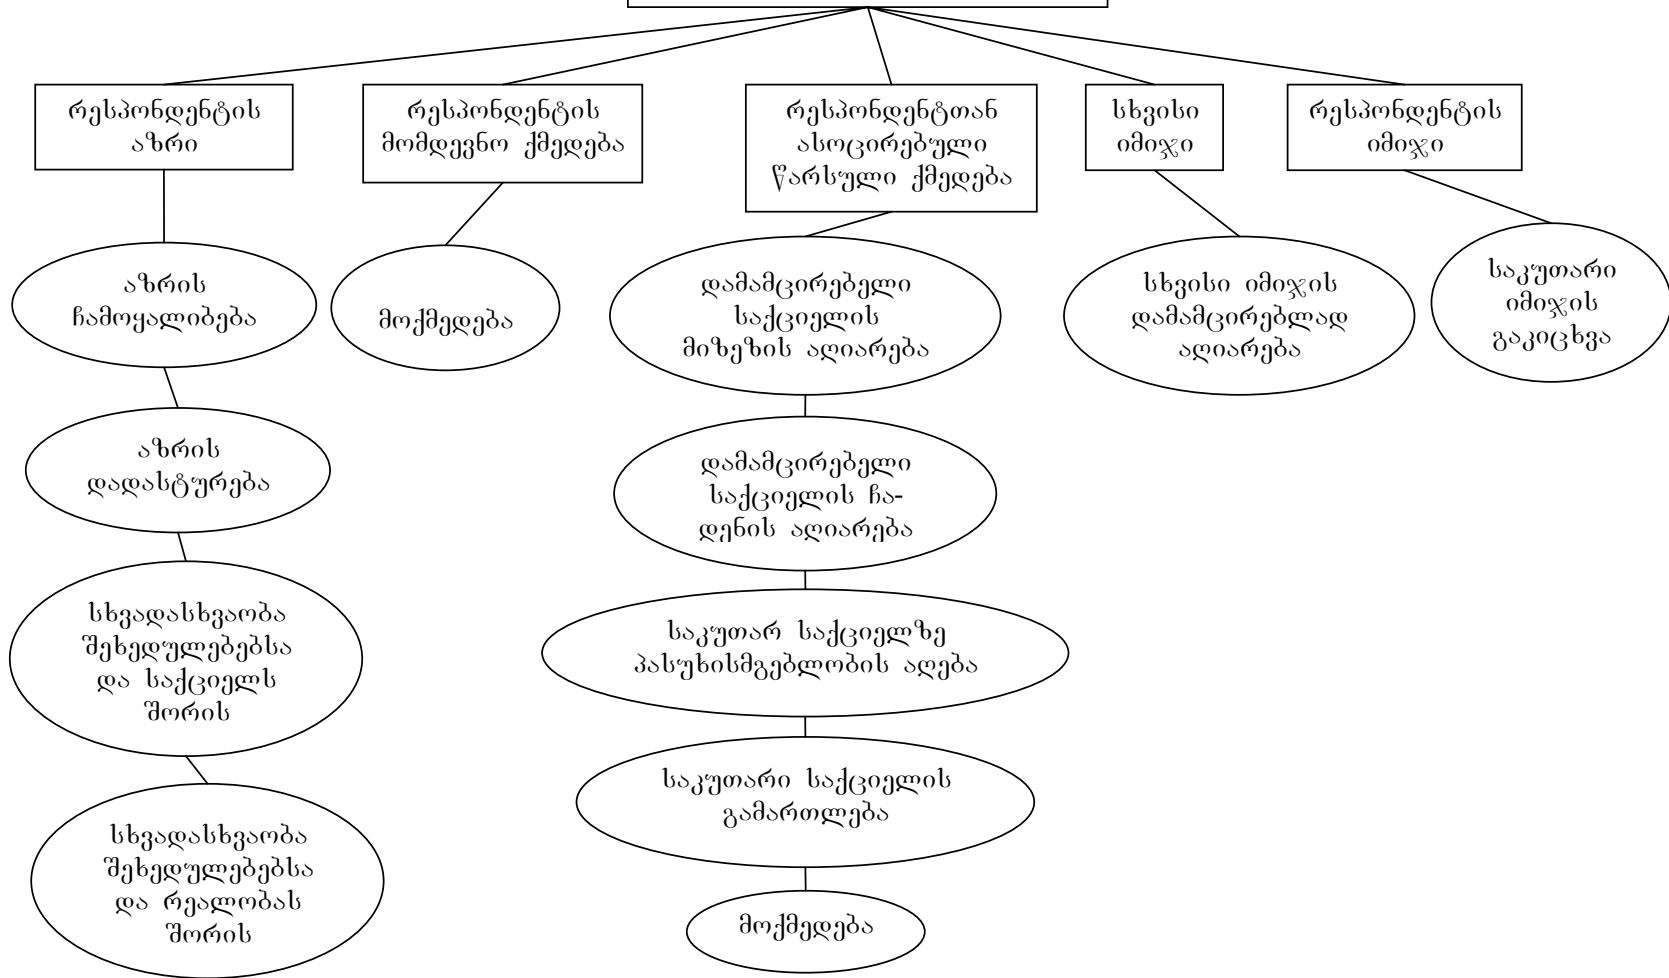 რესპონდენტის
აზრი
რესპონდენტის
მომდევნო ქმედება
რესპონდენტთან
ასოცირებული
წარსული ქმედება
სხვისი
იმიჯი
რესპონდენტის
იმიჯი
აზრის
ჩამოყალიბება
მოქმედება
დამამცირებელი
საქციელის
მიზეზის აღიარება
სხვისი იმიჯის
დამამცირებლად
აღიარება
საკუთარი
იმიჯის
გაკიცხვა
აზრის
დადასტურება
დამამცირებელი
საქციელის ჩა-
დენის აღიარება
სხვადასხვაობა
შეხედულებებსა
და საქციელს
შორის
საკუთარ საქციელზე
პასუხისმგებლობის აღება
საკუთარი საქციელის
გამართლება
სხვადასხვაობა
შეხედულებებსა
და რეალობას
შორის
მოქმედება